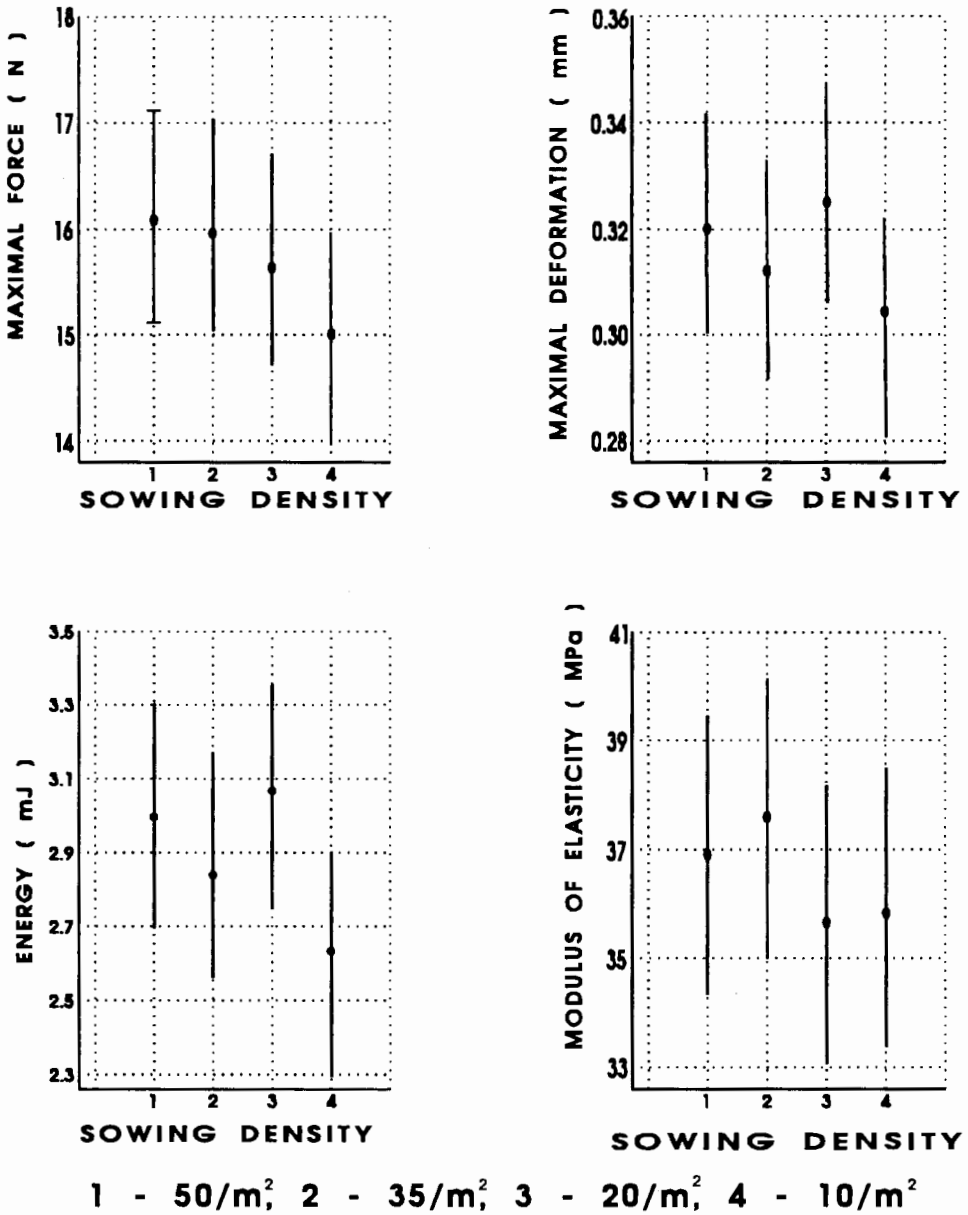 MAXIMAL FORCE ( N )
18
17
16
15
14
1 2 3 4
SOWING DENSITY
MAXIMAL DEFORMATION ( mm )
0.36
0.34
0.32
0.30
0.28
1 2 3 4
SOWING DENSITY
ENERGY ( mJ )
3.5
3.3
3.1
2.9
2.7
2.5
2.3
1 2 3 4
SOWING DENSITY
MODULUS OF ELASTICITY ( MPa )
41
39
37
35
33
1 2 3 4
SOWING DENSITY
1 - 50/m², 2 - 35/m², 3 - 20/m², 4 - 10/m²